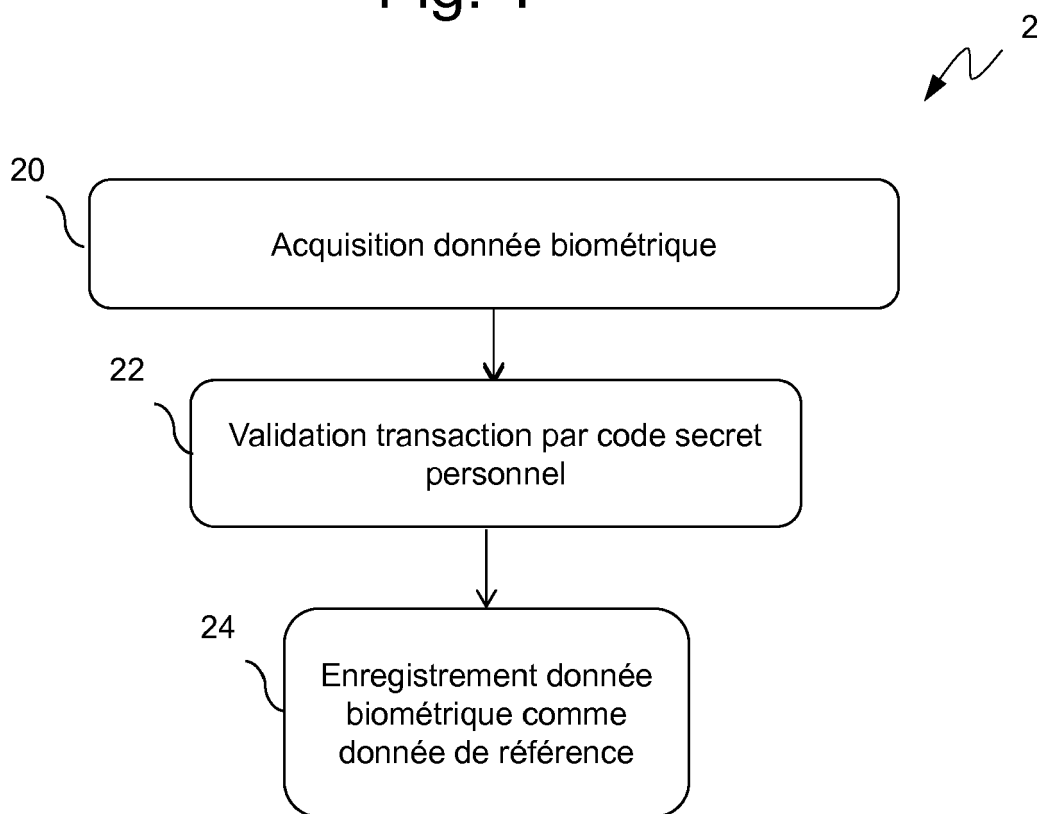 Fig.
2
20
Acquisition donnée biométrique
22
Validation transaction par code secret
personnel
24
Enregistrement donnée
biométrique comme
donnée de référence